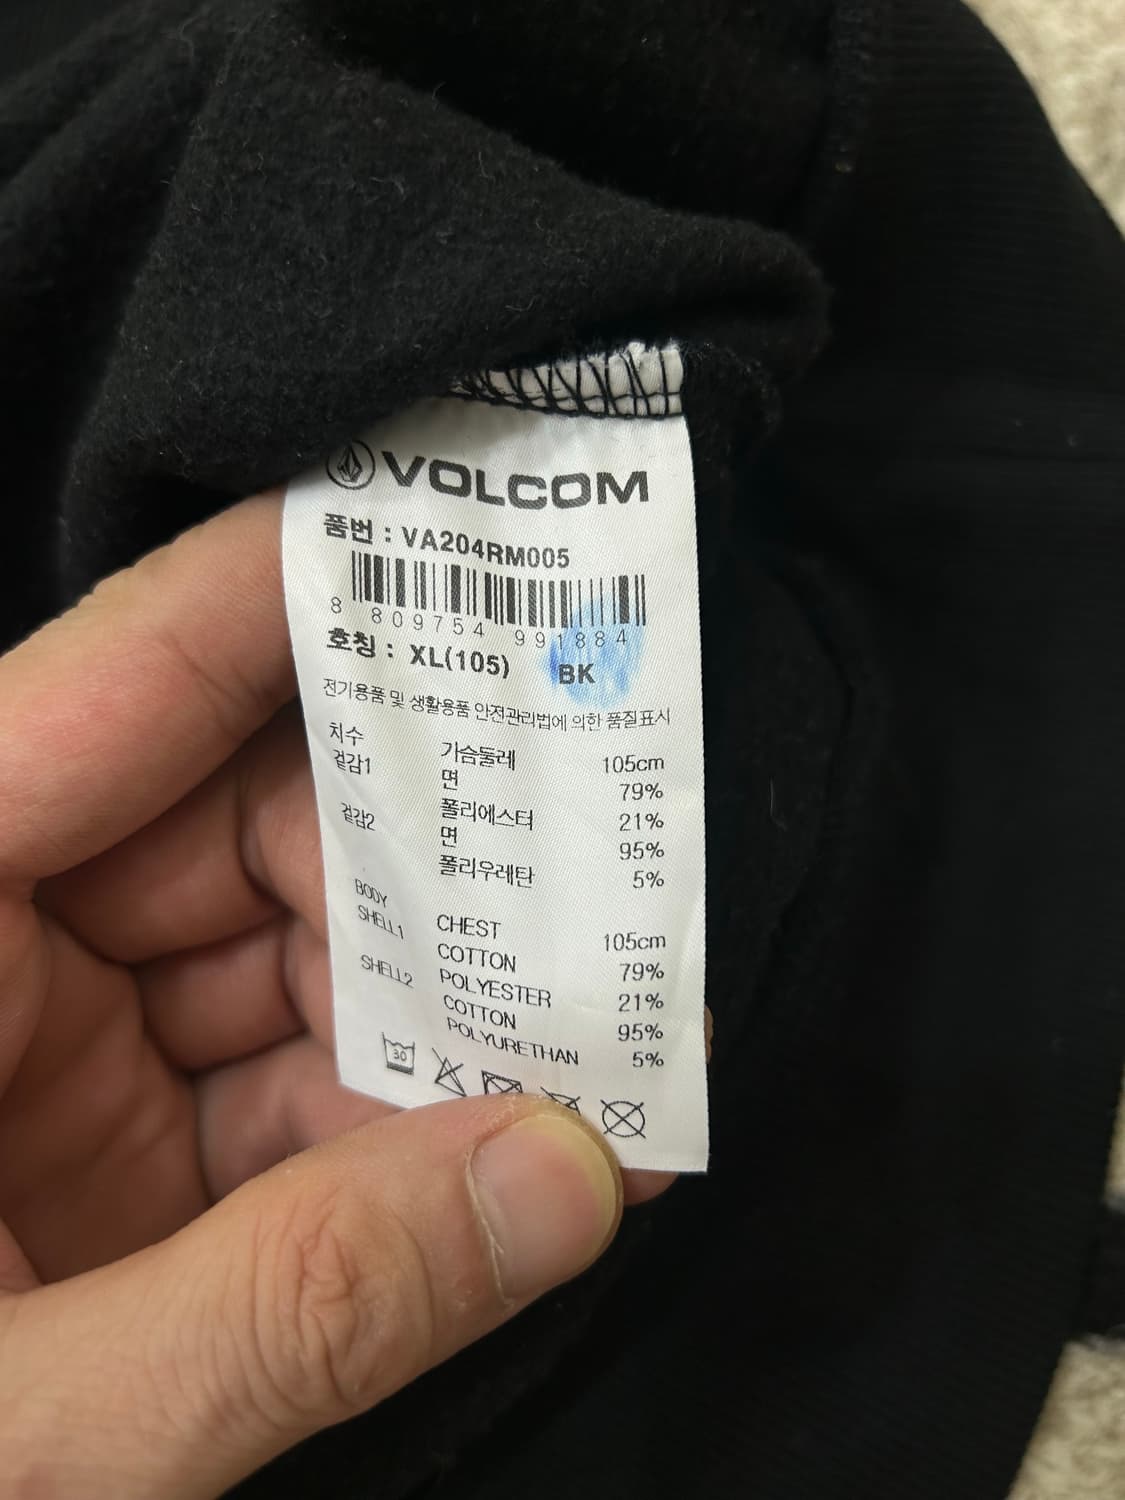 VOLCOM
품번 : VA204RM005
8 809754 991884
호칭 : XL(105) BK
전기용품 및 생활용품 안전관리법에 의한 품질표시
치수 가슴둘레 105cm
겉감1 면 79%
폴리에스터 21%
겉감2 면 95%
폴리우레탄 5%
BODY CHEST 105cm
SHELL1 COTTON 79%
POLYESTER 21%
SHELL2 COTTON 95%
POLYURETHAN 5%
30